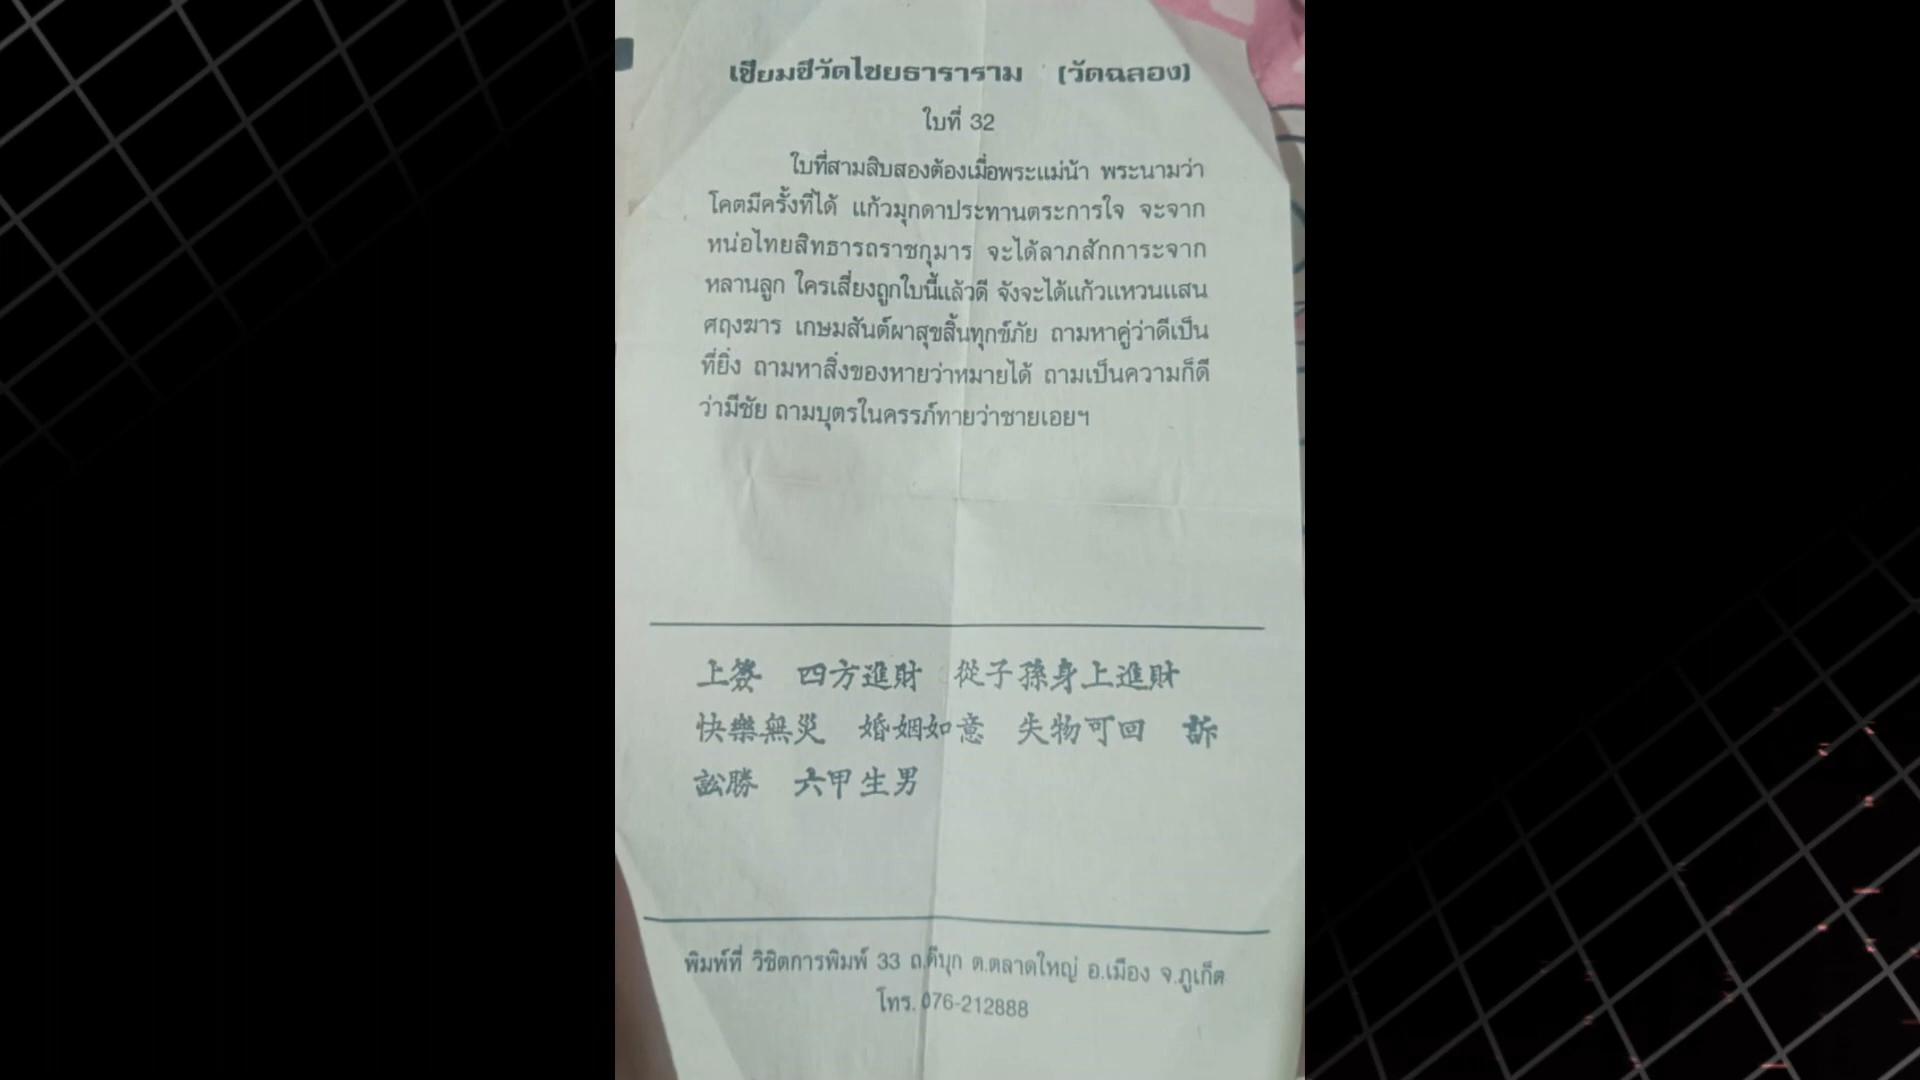 เซียมซีวัดไชยธาราราม (วัดฉลอง)
ใบที่ 32
ใบที่สามสิบสองต้องเมื่อพระแม่น้า พระนามว่า
โคตมีครั้งที่ได้ แก้วมุกดาประทานตระการใจ จะจาก
หน่อไทยสิทธารถราชกุมาร จะได้ลาภสักการะจาก
หลานลูก ใครเสี่ยงถูกใบนี้แล้วดี จังจะได้แก้วแหวนแสน
ศฤงฆาร เกษมสันต์ผาสุขสิ้นทุกข์ภัย ถามหาคู่ว่าดีเป็น
ที่ยิ่ง ถามหาสิ่งของหายว่าหมายได้ ถามเป็นความก็ดี
ว่ามีชัย ถามบุตรในครรภ์ทายว่าชายเอยฯ
上簽 四方進財 從子孫身上進財
快樂無災 婚姻如意 失物可回 訴
訟勝 六甲生男
พิมพ์ที่ วิชิตการพิมพ์ 33 ถ.ดีบุก ต.ตลาดใหญ่ อ.เมือง จ.ภูเก็ต
โทร. 076-212888